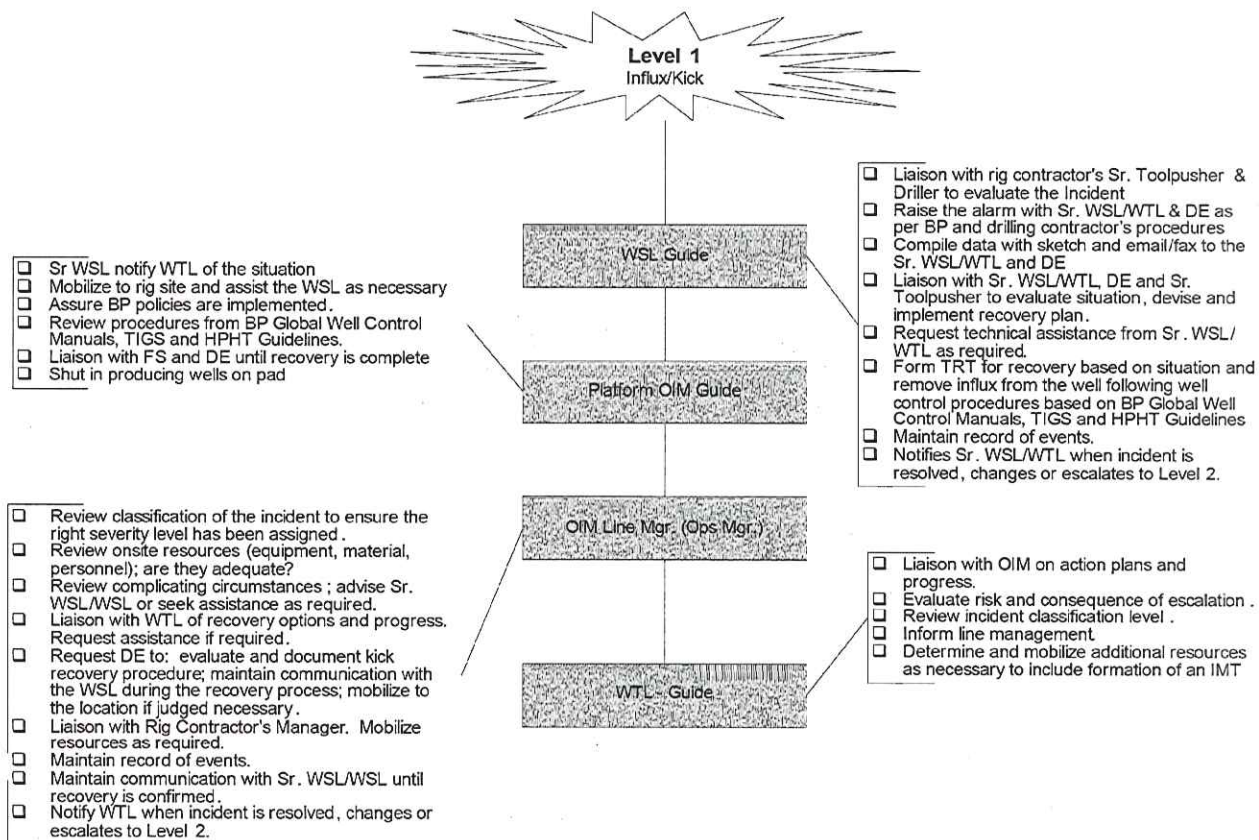 Level 1
Influx/Kick
WSL Guide
❑ Liaison with rig contractor's Sr. Toolpusher &
Driller to evaluate the Incident
❑ Raise the alarm with Sr. WSL/WTL & DE as
per BP and drilling contractor's procedures
❑ Compile data with sketch and email/fax to the
Sr. WSL/WTL and DE
❑ Liaison with Sr. WSL/WTL, DE and Sr.
Toolpusher to evaluate situation, devise and
implement recovery plan.
❑ Request technical assistance from Sr. WSL/
WTL as required.
❑ Form TRT for recovery based on situation and
remove influx from the well following well
control procedures based on BP Global Well
Control Manuals, TIGS and HPHT Guidelines
❑ Maintain record of events.
❑ Notifies Sr. WSL/WTL when incident is
resolved, changes or escalates to Level 2.
❑ Sr WSL notify WTL of the situation
❑ Mobilize to rig site and assist the WSL as necessary
❑ Assure BP policies are implemented.
❑ Review procedures from BP Global Well Control
Manuals, TIGS and HPHT Guidelines.
❑ Liaison with FS and DE until recovery is complete
❑ Shut in producing wells on pad
Platform OIM Guide
OIM Line Mgr. (Ops Mgr.)
❑ Review classification of the incident to ensure the
right severity level has been assigned.
❑ Review onsite resources (equipment, material,
personnel); are they adequate?
❑ Review complicating circumstances; advise Sr.
WSL/WSL or seek assistance as required.
❑ Liaison with WTL of recovery options and progress.
Request assistance if required.
❑ Request DE to: evaluate and document kick
recovery procedure; maintain communication with
the WSL during the recovery process; mobilize to
the location if judged necessary.
❑ Liaison with Rig Contractor's Manager. Mobilize
resources as required.
❑ Maintain record of events.
❑ Maintain communication with Sr. WSL/WSL until
recovery is confirmed.
❑ Notify WTL when incident is resolved, changes or
escalates to Level 2.
WTL - Guide
❑ Liaison with OIM on action plans and
progress.
❑ Evaluate risk and consequence of escalation.
❑ Review incident classification level.
❑ Inform line management
❑ Determine and mobilize additional resources
as necessary to include formation of an IMT